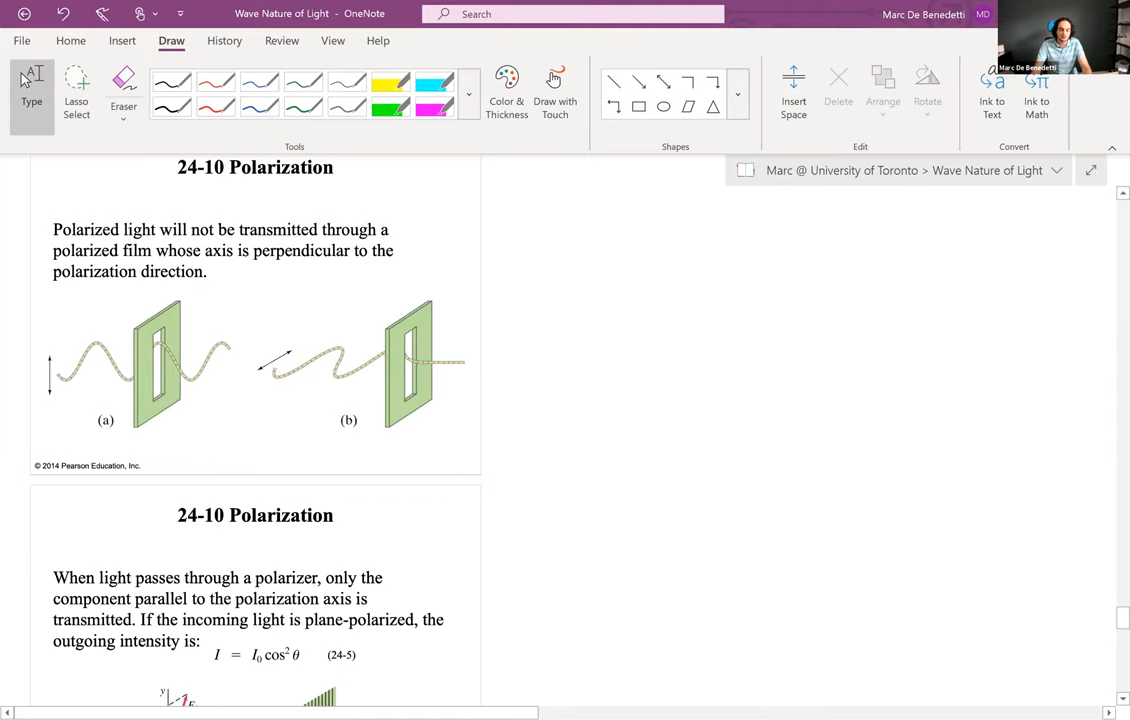 Wave Nature of Light - OneNote
Search
Marc De Benedetti
MD
Marc De Benedetti
File
Home
Insert
Draw
History
Review
View
Help
Type
Lasso Select
Eraser
Color & Thickness
Draw with Touch
Insert Space
Delete
Arrange
Rotate
Ink to Text
Ink to Math
Tools
Shapes
Edit
Convert
Marc @ University of Toronto > Wave Nature of Light
24-10 Polarization
Polarized light will not be transmitted through a
polarized film whose axis is perpendicular to the
polarization direction.
(a)
(b)
© 2014 Pearson Education, Inc.
24-10 Polarization
When light passes through a polarizer, only the
component parallel to the polarization axis is
transmitted. If the incoming light is plane-polarized, the
outgoing intensity is:
I = I₀ cos² θ (24-5)
y